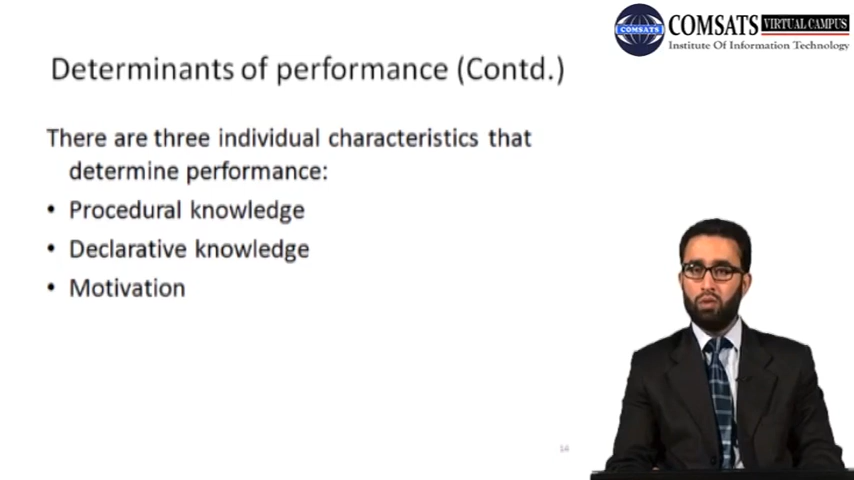 COMSATS VIRTUAL CAMPUS
COMSATS
Institute Of Information Technology
Determinants of performance (Contd.)
There are three individual characteristics that
determine performance:
• Procedural knowledge
• Declarative knowledge
• Motivation
14